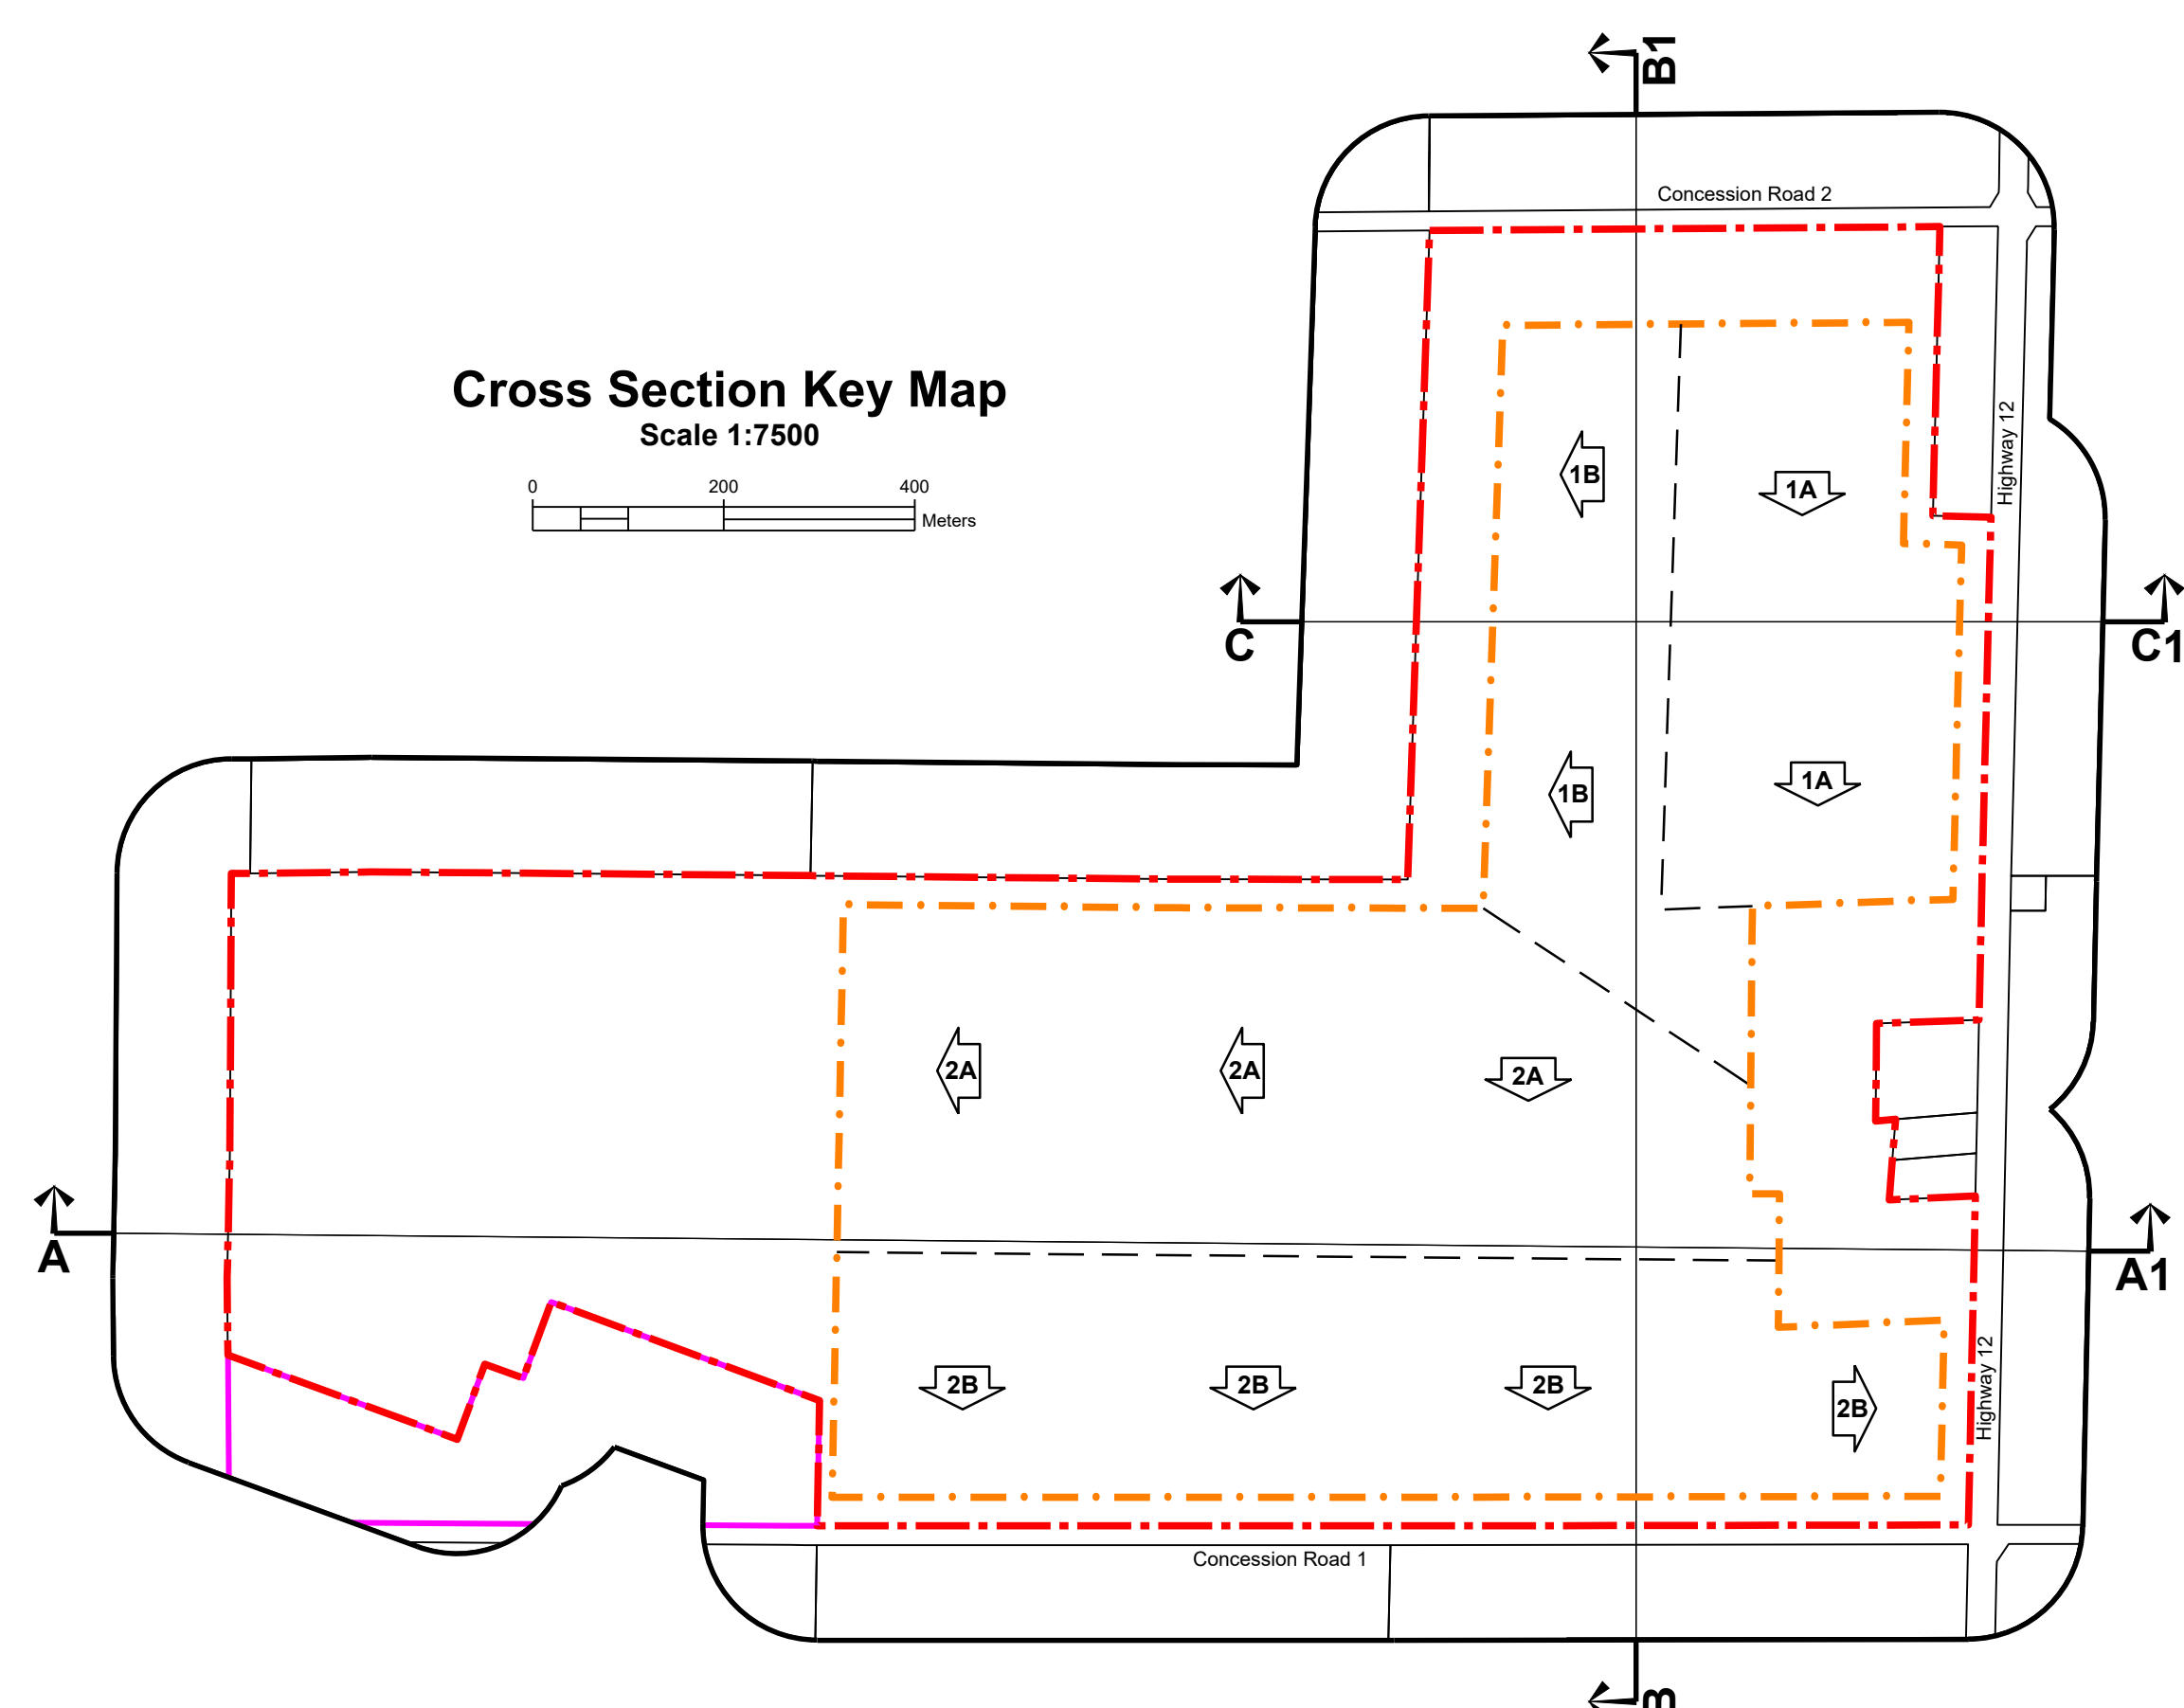 B1
Concession Road 2
Cross Section Key Map
Scale 1:7500
0 200 400
Meters
Highway 12
1B
1A
C
C1
1B
1A
2A
2A
2A
A
A1
2B
2B
2B
2B
Highway 12
Concession Road 1
B